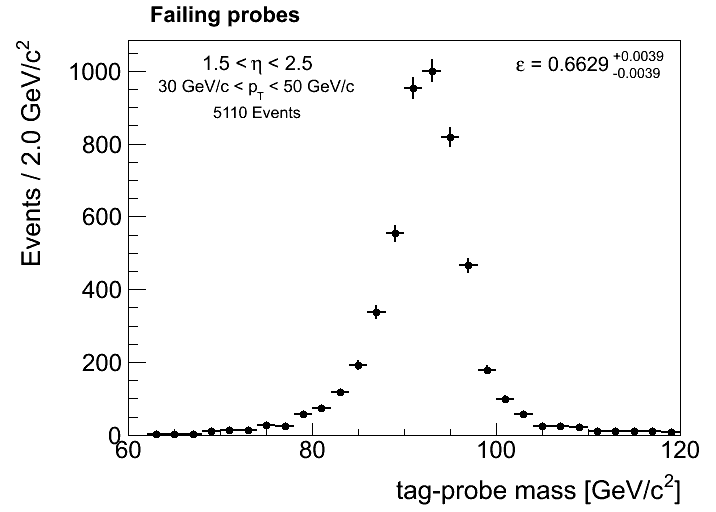 Failing probes
1.5 < η < 2.5
30 GeV/c < p_T < 50 GeV/c
5110 Events
ε = 0.6629 +0.0039 -0.0039
Events / 2.0 GeV/c²
1000
800
600
400
200
0
60 80 100 120
tag-probe mass [GeV/c²]